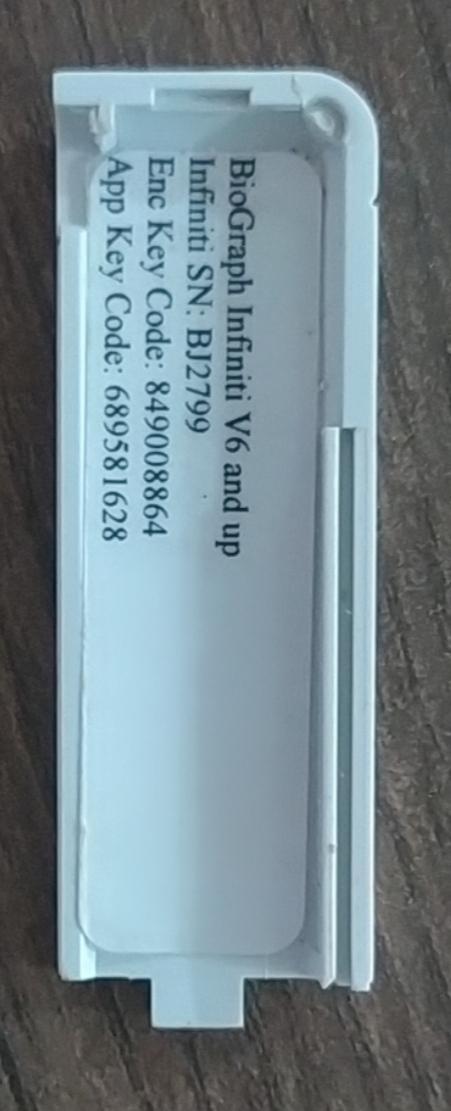 BioGraph Infiniti V6 and up
Infiniti SN: BJ2799
Enc Key Code: 849008864
App Key Code: 689581628